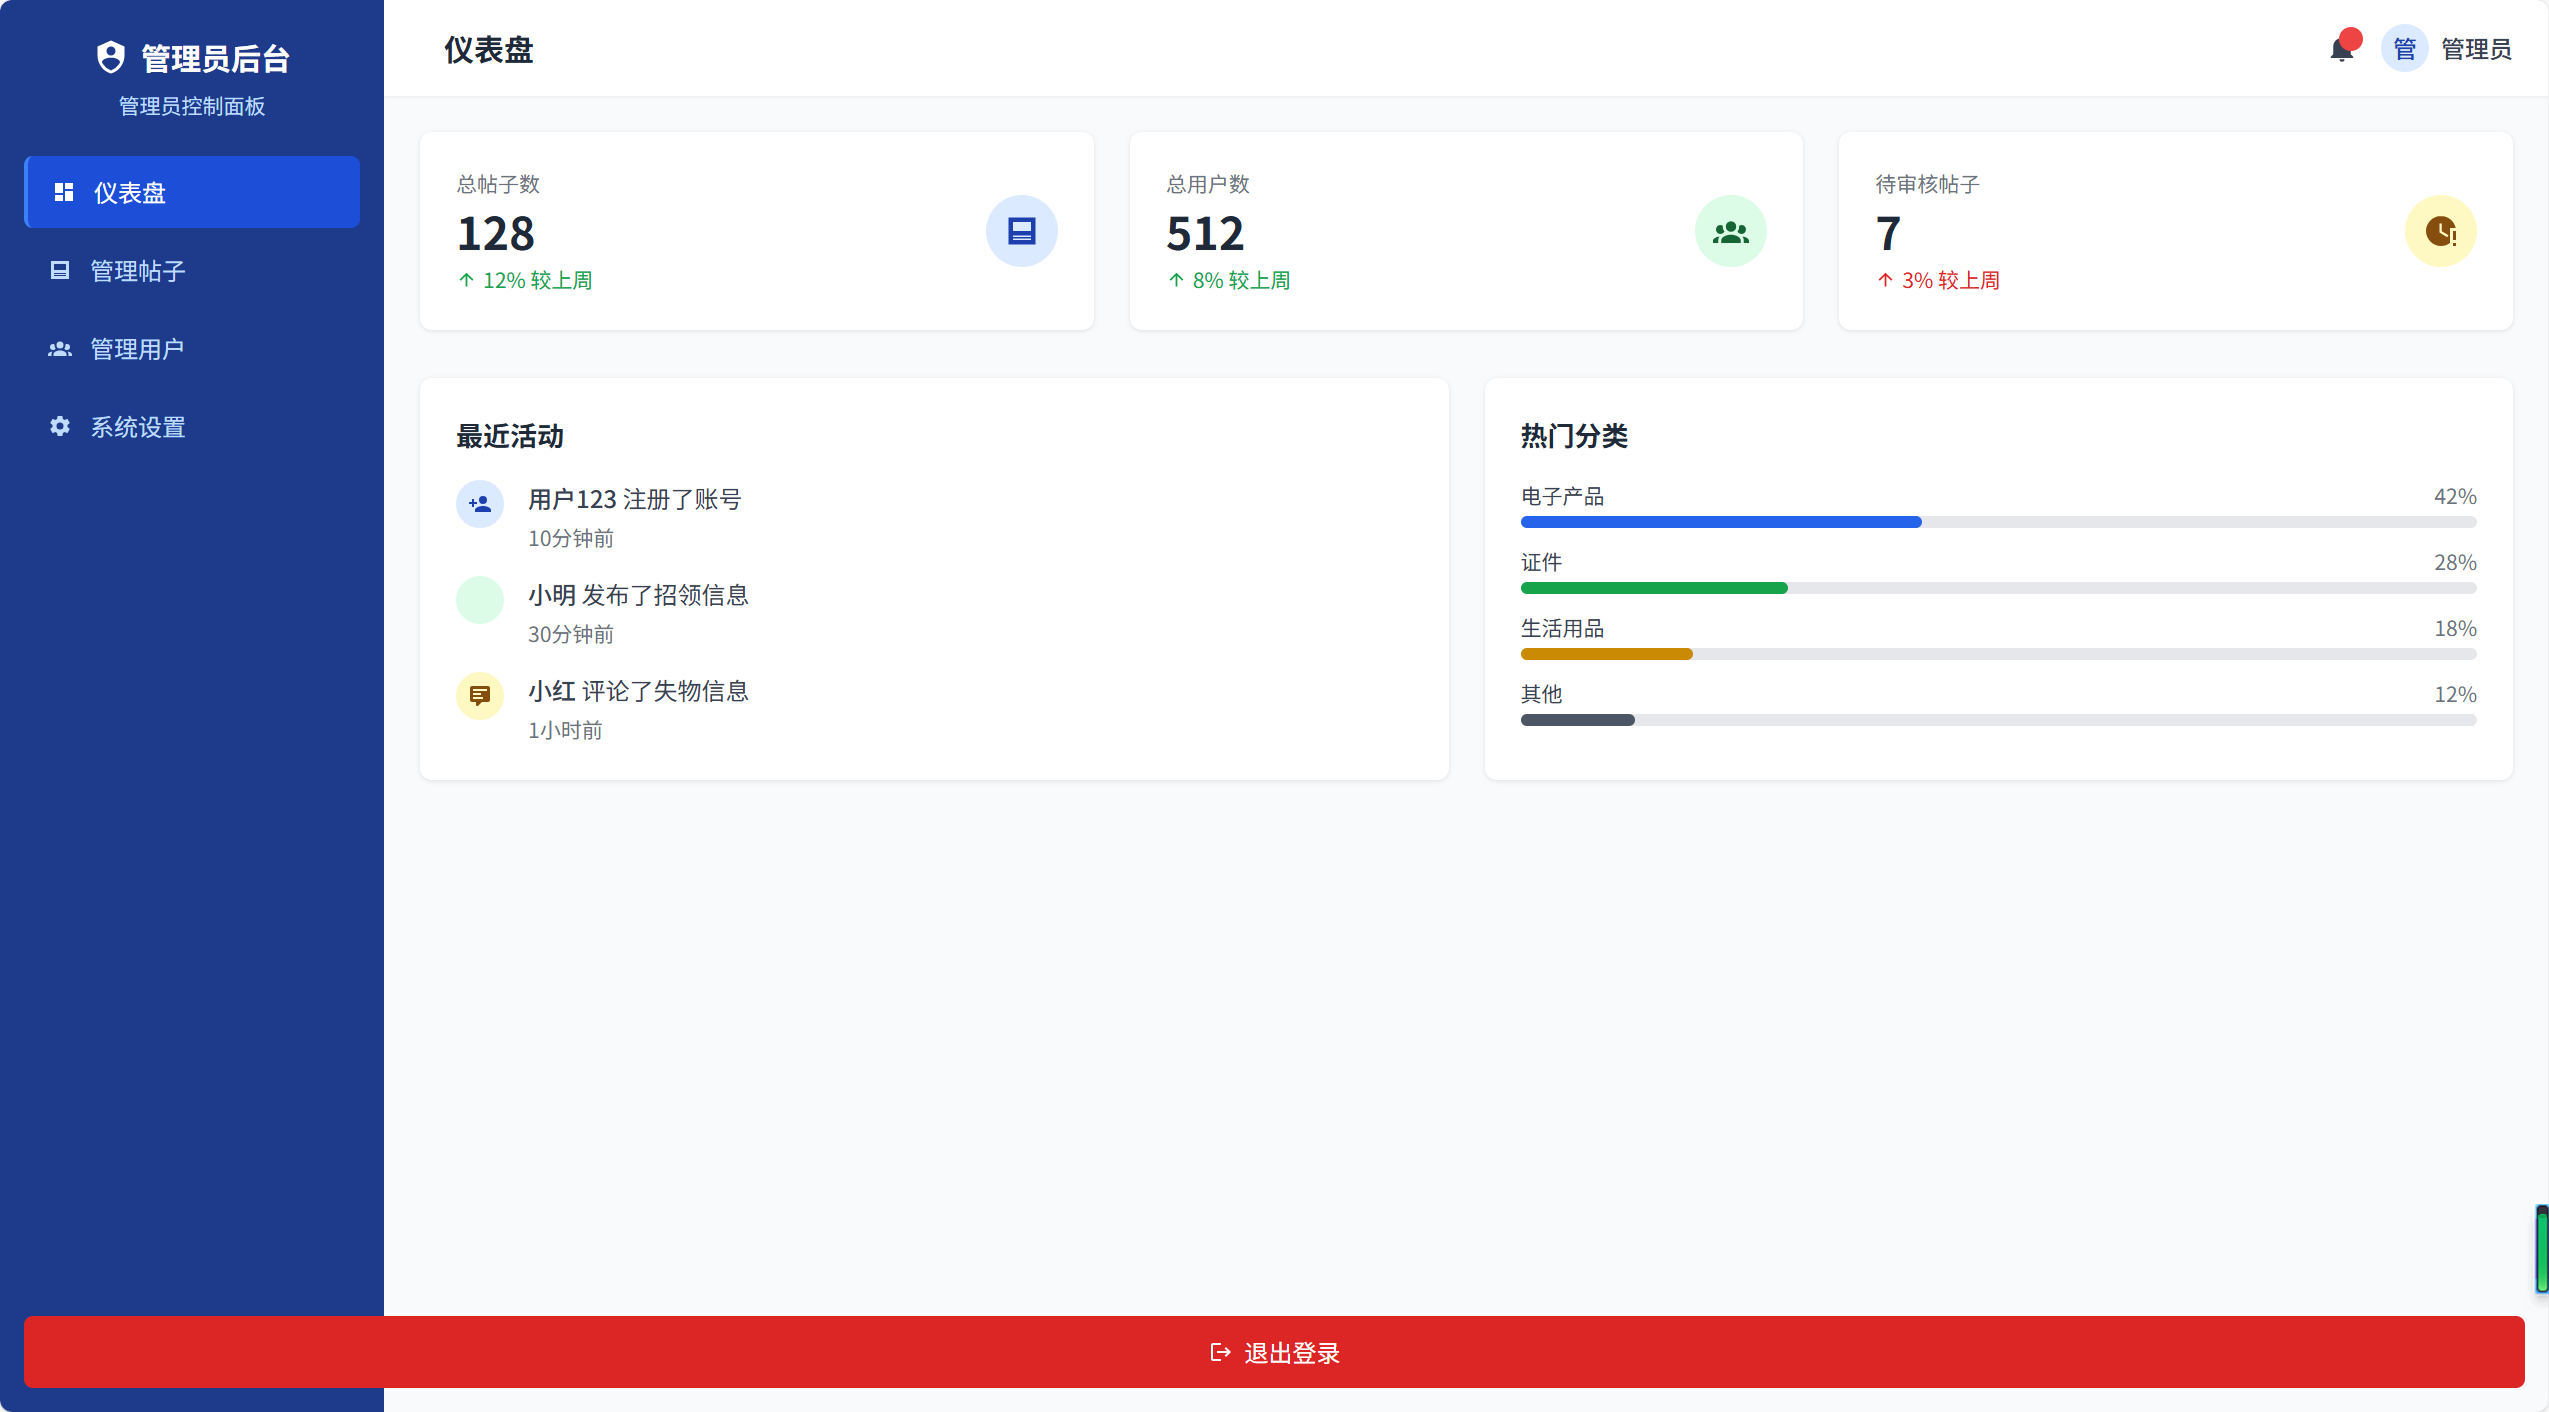 管理员后台
管理员控制面板
仪表盘
管理帖子
管理用户
系统设置
仪表盘
管 管理员
总帖子数
128
12% 较上周
总用户数
512
8% 较上周
待审核帖子
7
3% 较上周
最近活动
用户123 注册了账号
10分钟前
小明 发布了招领信息
30分钟前
小红 评论了失物信息
1小时前
热门分类
电子产品 42%
证件 28%
生活用品 18%
其他 12%
退出登录